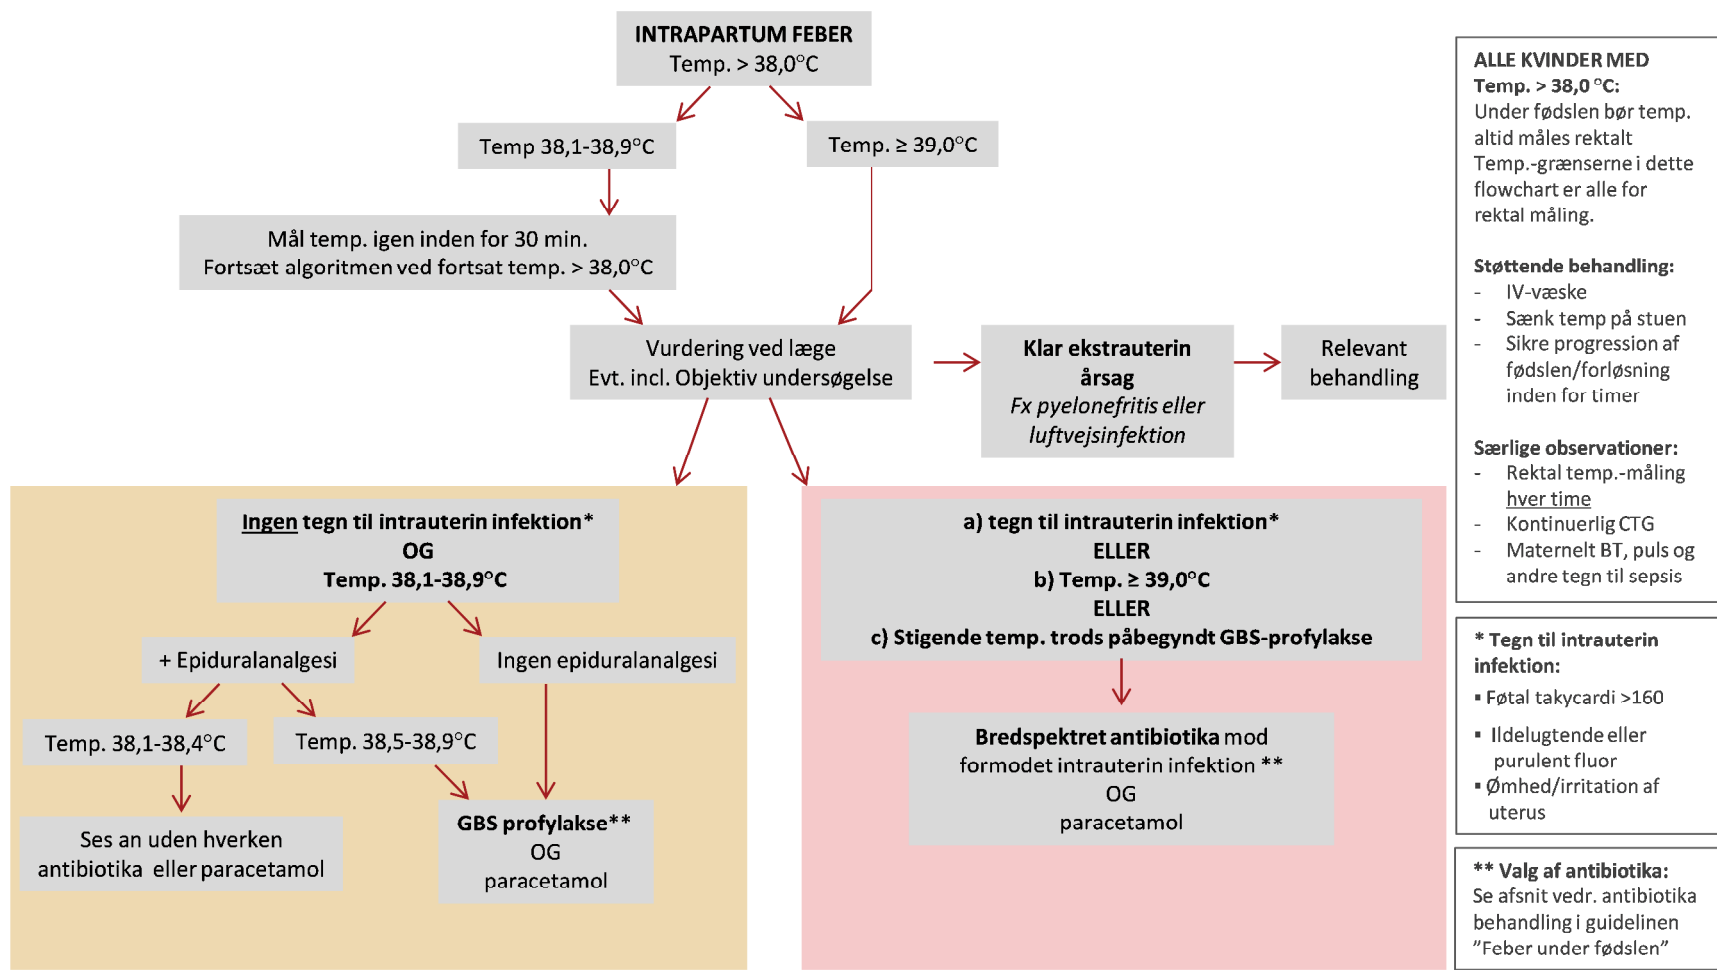 INTRAPARTUM FEBER
Temp. > 38,0°C
Temp 38,1-38,9°C
Temp. ≥ 39,0°C
Mål temp. igen inden for 30 min.
Fortsæt algoritmen ved fortsat temp. > 38,0°C
Vurdering ved læge
Evt. incl. Objektiv undersøgelse
Klar ekstrauterin
årsag
Fx pyelonefritis eller
luftvejsinfektion
Relevant
behandling
Ingen tegn til intrauterin infektion*
OG
Temp. 38,1-38,9°C
+ Epiduralanalgesi
Ingen epiduralanalgesi
Temp. 38,1-38,4°C
Temp. 38,5-38,9°C
Ses an uden hverken
antibiotika eller paracetamol
GBS profylakse**
OG
paracetamol
a) tegn til intrauterin infektion*
ELLER
b) Temp. ≥ 39,0°C
ELLER
c) Stigende temp. trods påbegyndt GBS-profylakse
Bredspektret antibiotika mod
formodet intrauterin infektion **
OG
paracetamol
ALLE KVINDER MED
Temp. > 38,0 °C:
Under fødslen bør temp.
altid måles rektalt
Temp.-grænserne i dette
flowchart er alle for
rektal måling.
Støttende behandling:
- IV-væske
- Sænk temp på stuen
- Sikre progression af
fødslen/forløsning
inden for timer
Særlige observationer:
- Rektal temp.-måling
hver time
- Kontinuerlig CTG
- Maternelt BT, puls og
andre tegn til sepsis
* Tegn til intrauterin
infektion:
▪ Føtal takycardi >160
▪ Ildelugtende eller
purulent fluor
▪ Ømhed/irritation af
uterus
** Valg af antibiotika:
Se afsnit vedr. antibiotika
behandling i guidelinen
”Feber under fødslen”